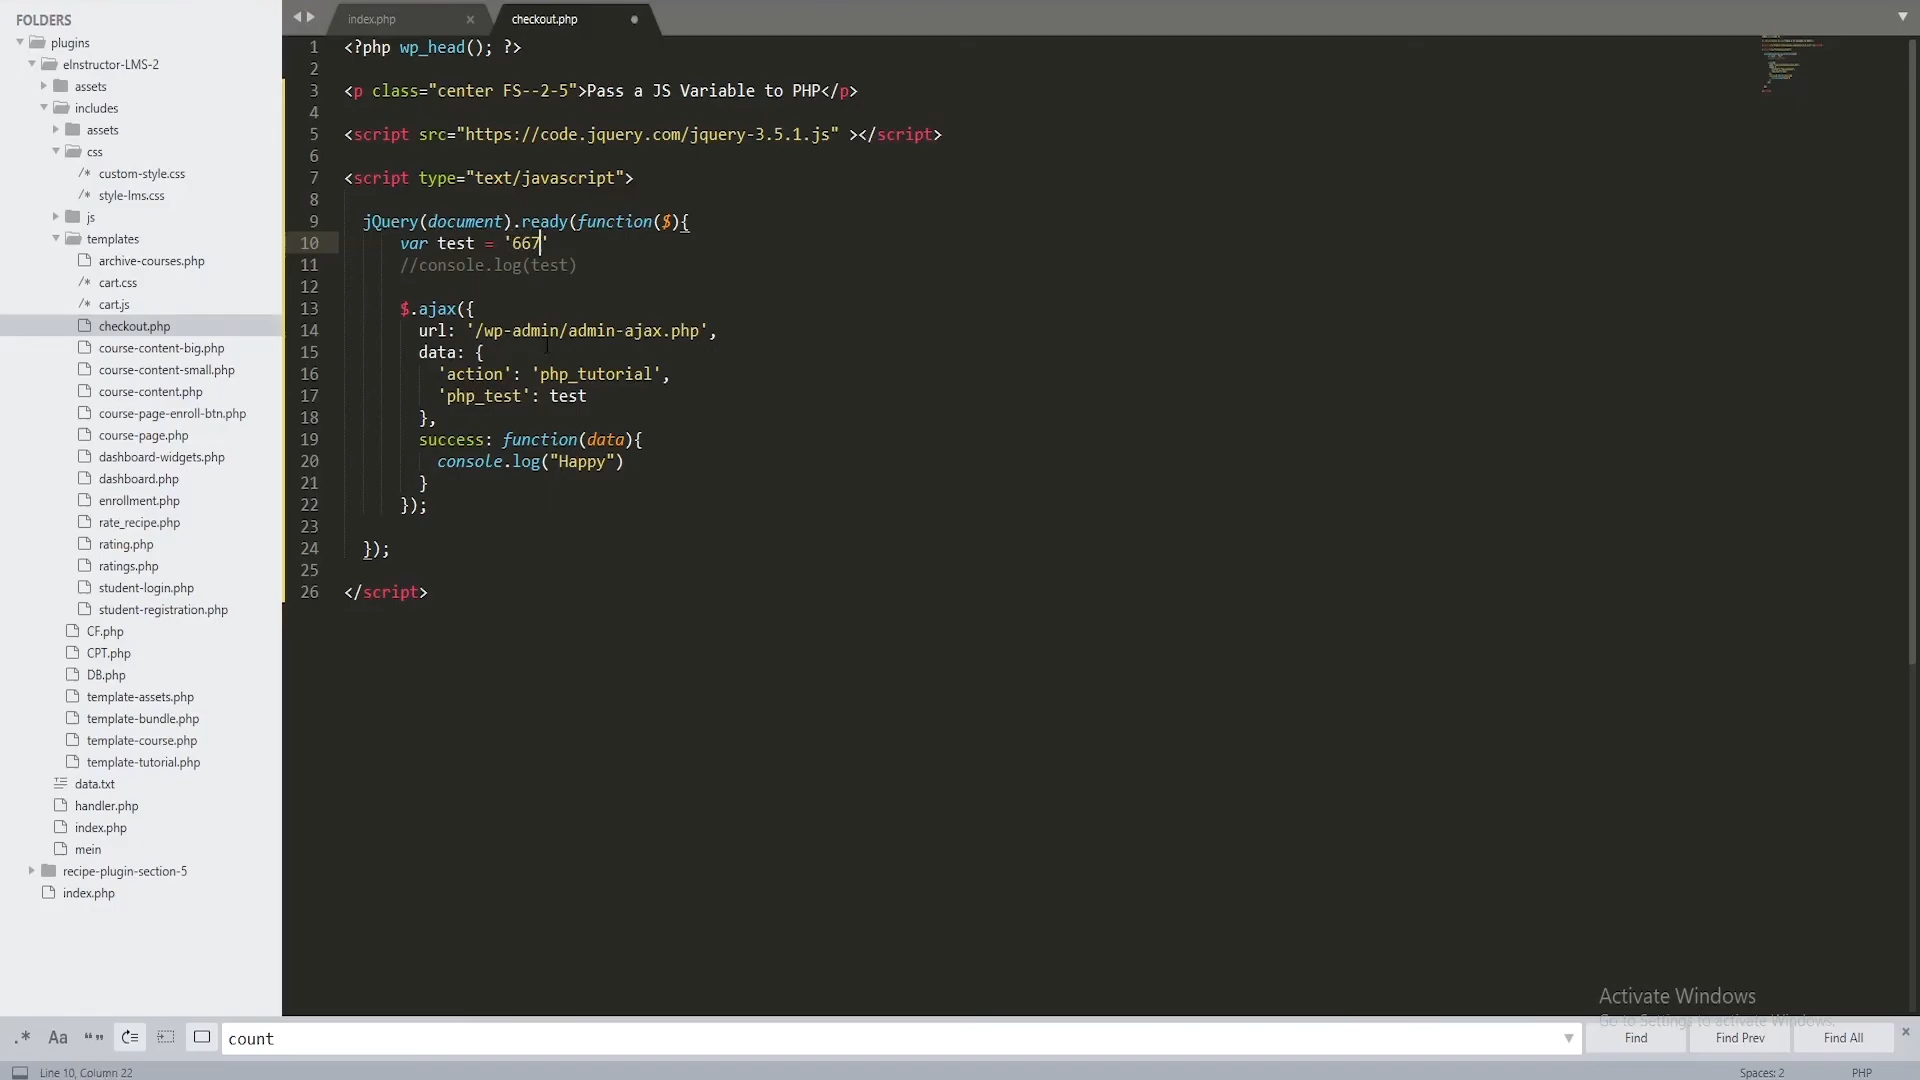 FOLDERS
plugins
eInstructor-LMS-2
assets
includes
assets
css
/* custom-style.css
/* style-lms.css
js
templates
archive-courses.php
/* cart.css
/* cart.js
checkout.php
course-content-big.php
course-content-small.php
course-content.php
course-page-enroll-btn.php
course-page.php
dashboard-widgets.php
dashboard.php
enrollment.php
rate_recipe.php
rating.php
ratings.php
student-login.php
student-registration.php
CF.php
CPT.php
DB.php
template-assets.php
template-bundle.php
template-course.php
template-tutorial.php
data.txt
handler.php
index.php
mein
recipe-plugin-section-5
index.php
index.php ×
checkout.php
1 <?php wp_head(); ?>
2
3 <p class="center FS--2-5">Pass a JS Variable to PHP</p>
4
5 <script src="https://code.jquery.com/jquery-3.5.1.js" ></script>
6
7 <script type="text/javascript">
8
9 jQuery(document).ready(function($){
10 var test = '667'
11 //console.log(test)
12
13 $.ajax({
14 url: '/wp-admin/admin-ajax.php',
15 data: {
16 'action': 'php_tutorial',
17 'php_test': test
18 },
19 success: function(data){
20 console.log("Happy")
21 }
22 });
23
24 });
25
26 </script>
Activate Windows
Go to Settings to activate Windows.
.* Aa “” count Find Find Prev Find All ×
Line 10, Column 22 Spaces: 2 PHP